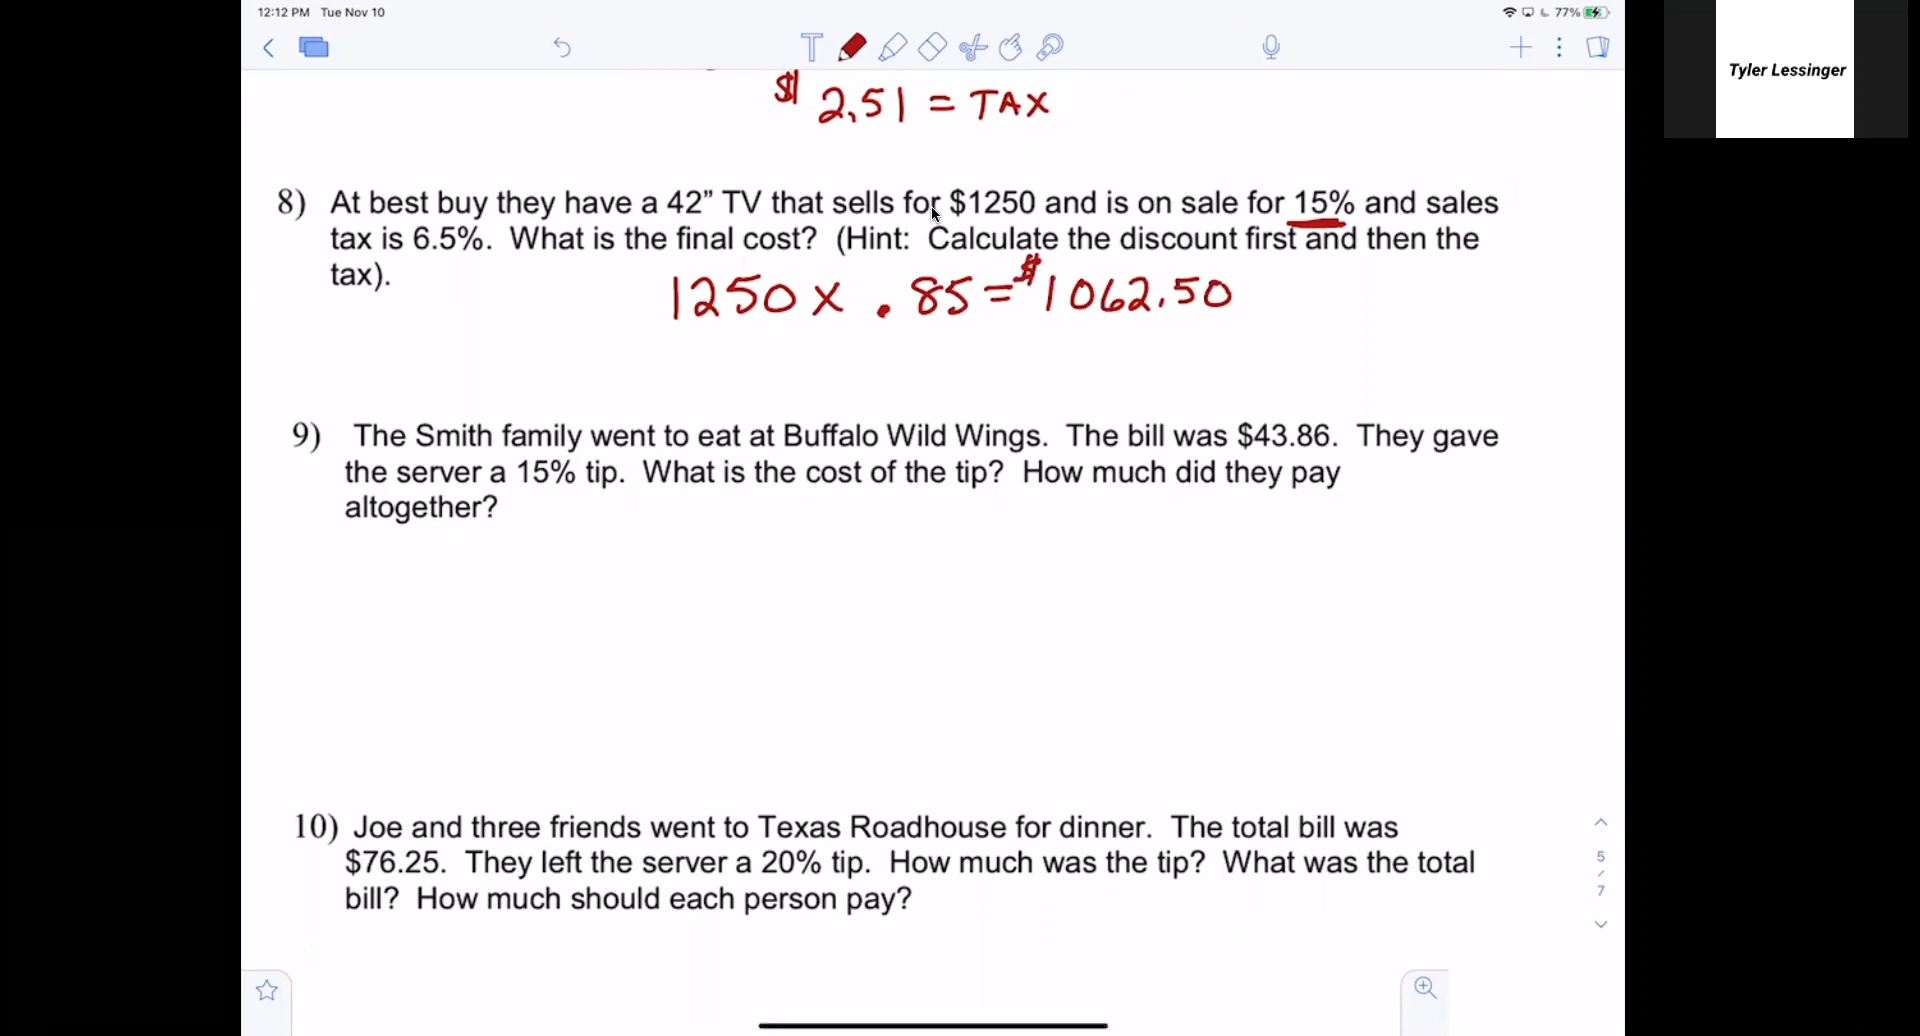 12:12 PM Tue Nov 10
77%
Tyler Lessinger
$ 2.51 = TAX
8) At best buy they have a 42” TV that sells for $1250 and is on sale for 15% and sales
tax is 6.5%. What is the final cost? (Hint: Calculate the discount first and then the
tax).
1250 x .85 = $1062.50
9) The Smith family went to eat at Buffalo Wild Wings. The bill was $43.86. They gave
the server a 15% tip. What is the cost of the tip? How much did they pay
altogether?
10) Joe and three friends went to Texas Roadhouse for dinner. The total bill was
$76.25. They left the server a 20% tip. How much was the tip? What was the total
bill? How much should each person pay?
5
/
7